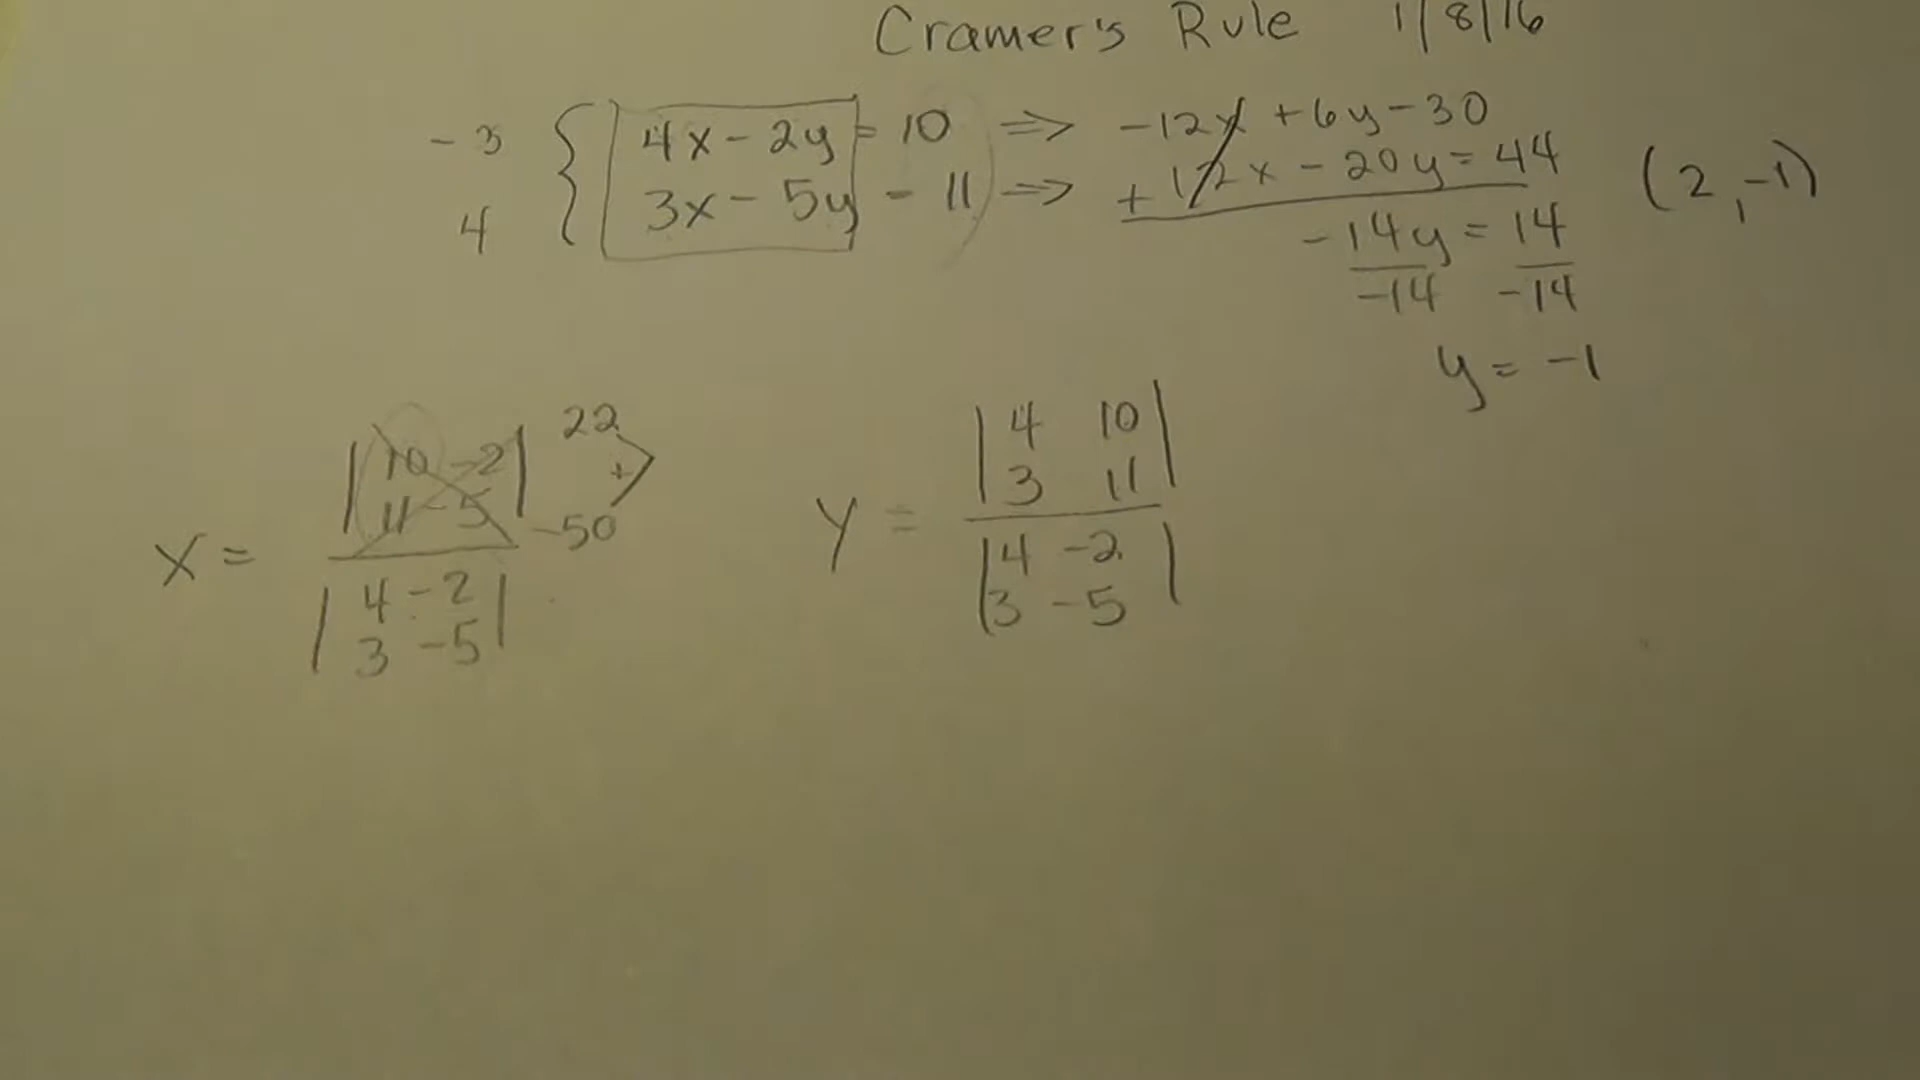 Cramer's Rule 1/8/16
-3 { 4x - 2y = 10 => -12x + 6y - 30
4 3x - 5y - 11 => + 12x - 20y = 44 (2, -1)
-14y = 14
-14 -14
y = -1
x = | 10 -2 | 22
| 11 -5 | + -50
| 4 -2 |
| 3 -5 |
y = | 4 10 |
| 3 11 |
| 4 -2 |
| 3 -5 |